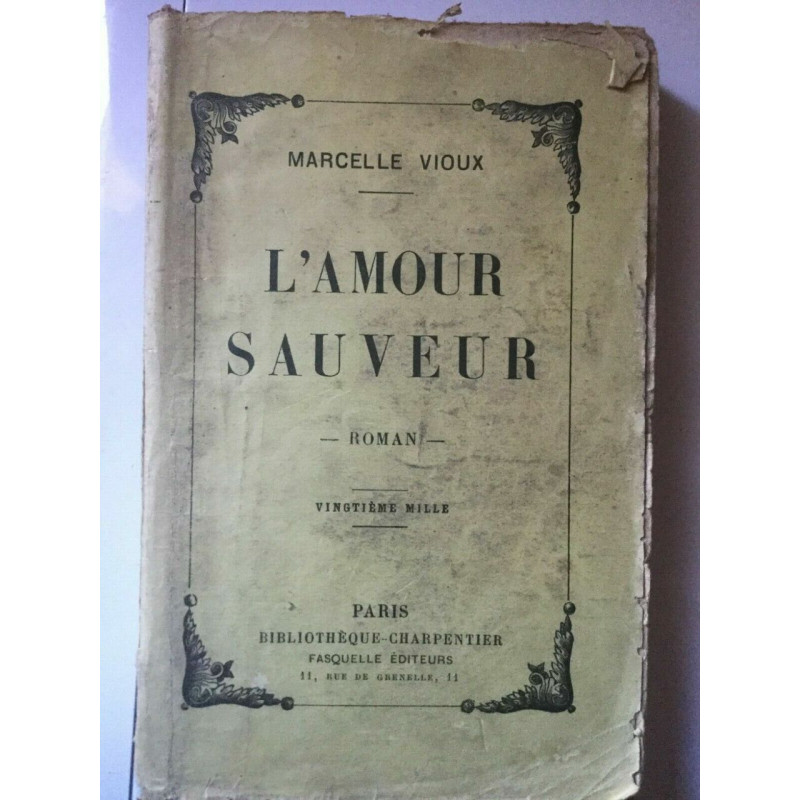 MARCELLE VIOUX
L'AMOUR
SAUVEUR
— ROMAN —
VINGTIÈME MILLE
PARIS
BIBLIOTHÈQUE-CHARPENTIER
FASQUELLE ÉDITEURS
11, RUE DE GRENELLE, 11